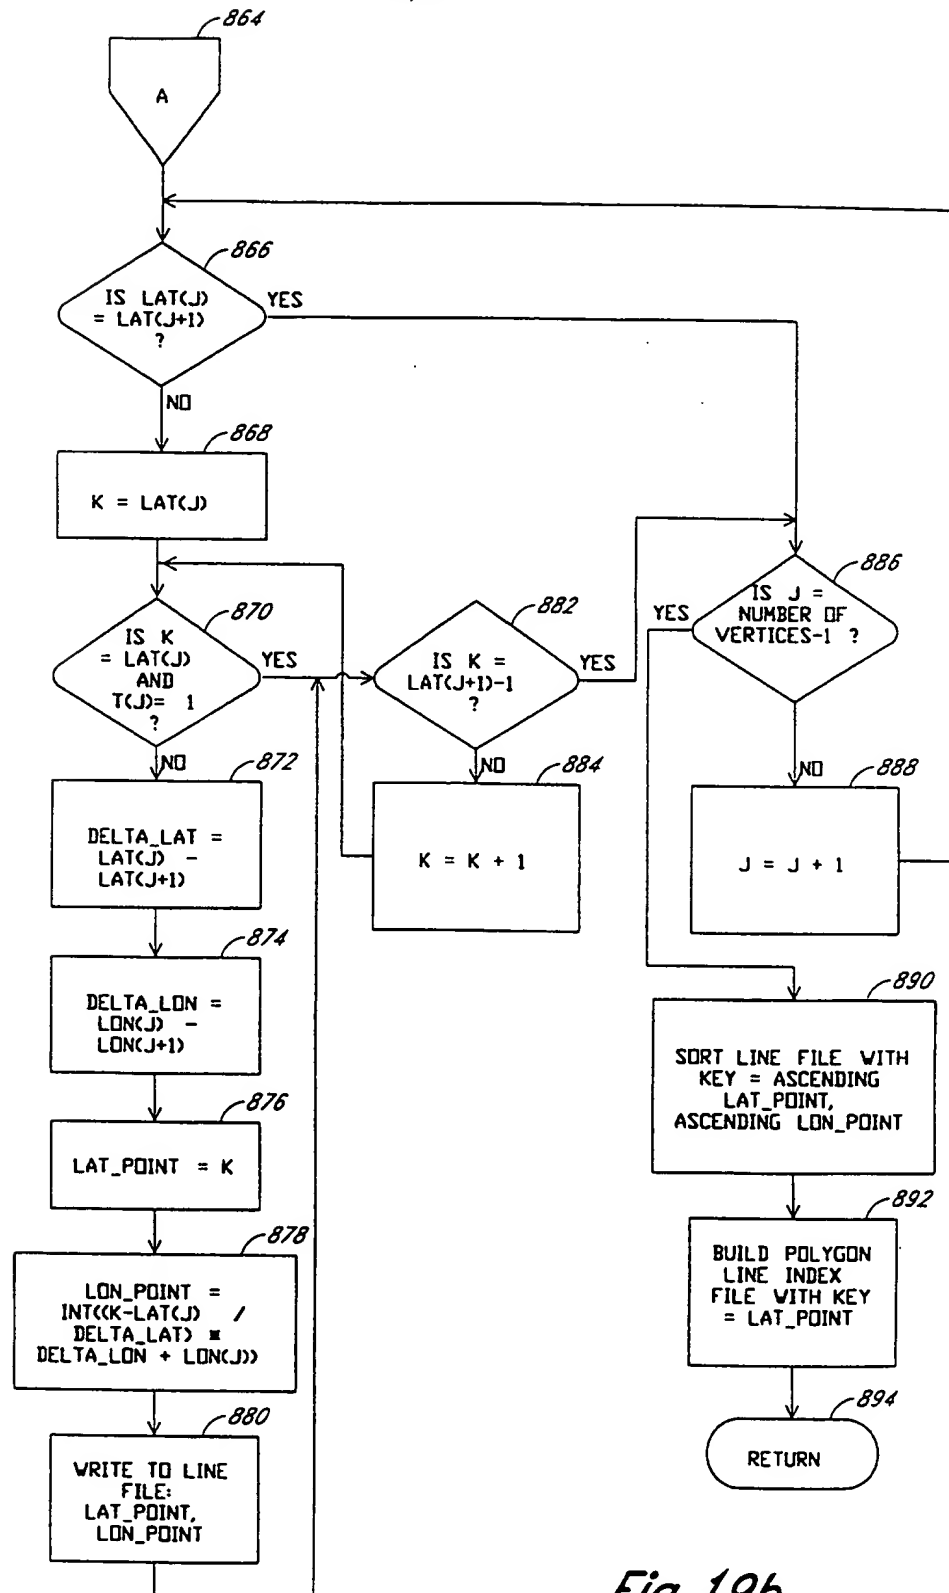 864
A
866
IS LAT(J)
= LAT(J+1)
?
YES
NO
868
K = LAT(J)
870
IS K
= LAT(J)
AND
T(J)= 1
?
YES
NO
872
DELTA_LAT =
LAT(J) -
LAT(J+1)
874
DELTA_LON =
LON(J) -
LON(J+1)
876
LAT_POINT = K
878
LON_POINT =
INT((K-LAT(J) /
DELTA_LAT) *
DELTA_LON + LON(J))
880
WRITE TO LINE
FILE:
LAT_POINT,
LON_POINT
882
IS K =
LAT(J+1)-1
?
YES
NO
884
K = K + 1
886
IS J =
NUMBER OF
VERTICES-1 ?
YES
NO
888
J = J + 1
890
SORT LINE FILE WITH
KEY = ASCENDING
LAT_POINT,
ASCENDING LON_POINT
892
BUILD POLYGON
LINE INDEX
FILE WITH KEY
= LAT_POINT
894
RETURN
Fig. 19b